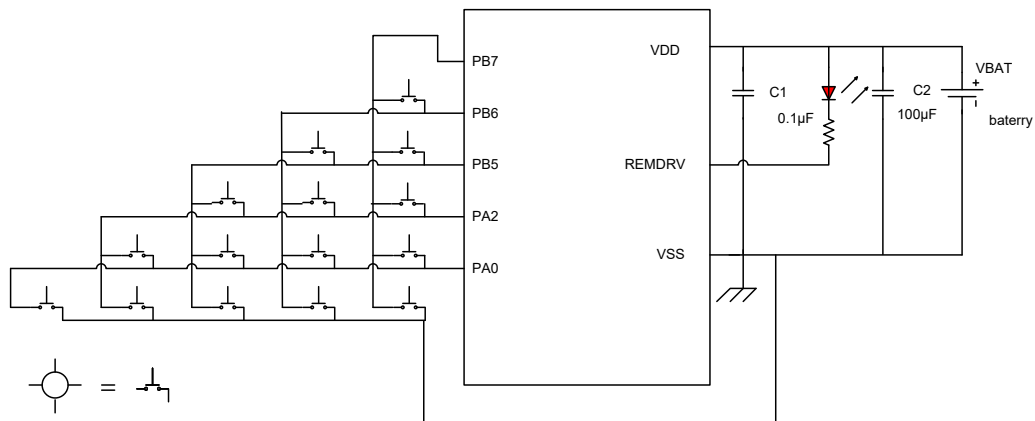 PB7
PB6
PB5
PA2
PA0
VDD
REMDRV
VSS
C1
0.1μF
C2
100μF
VBAT
+
baterry
=